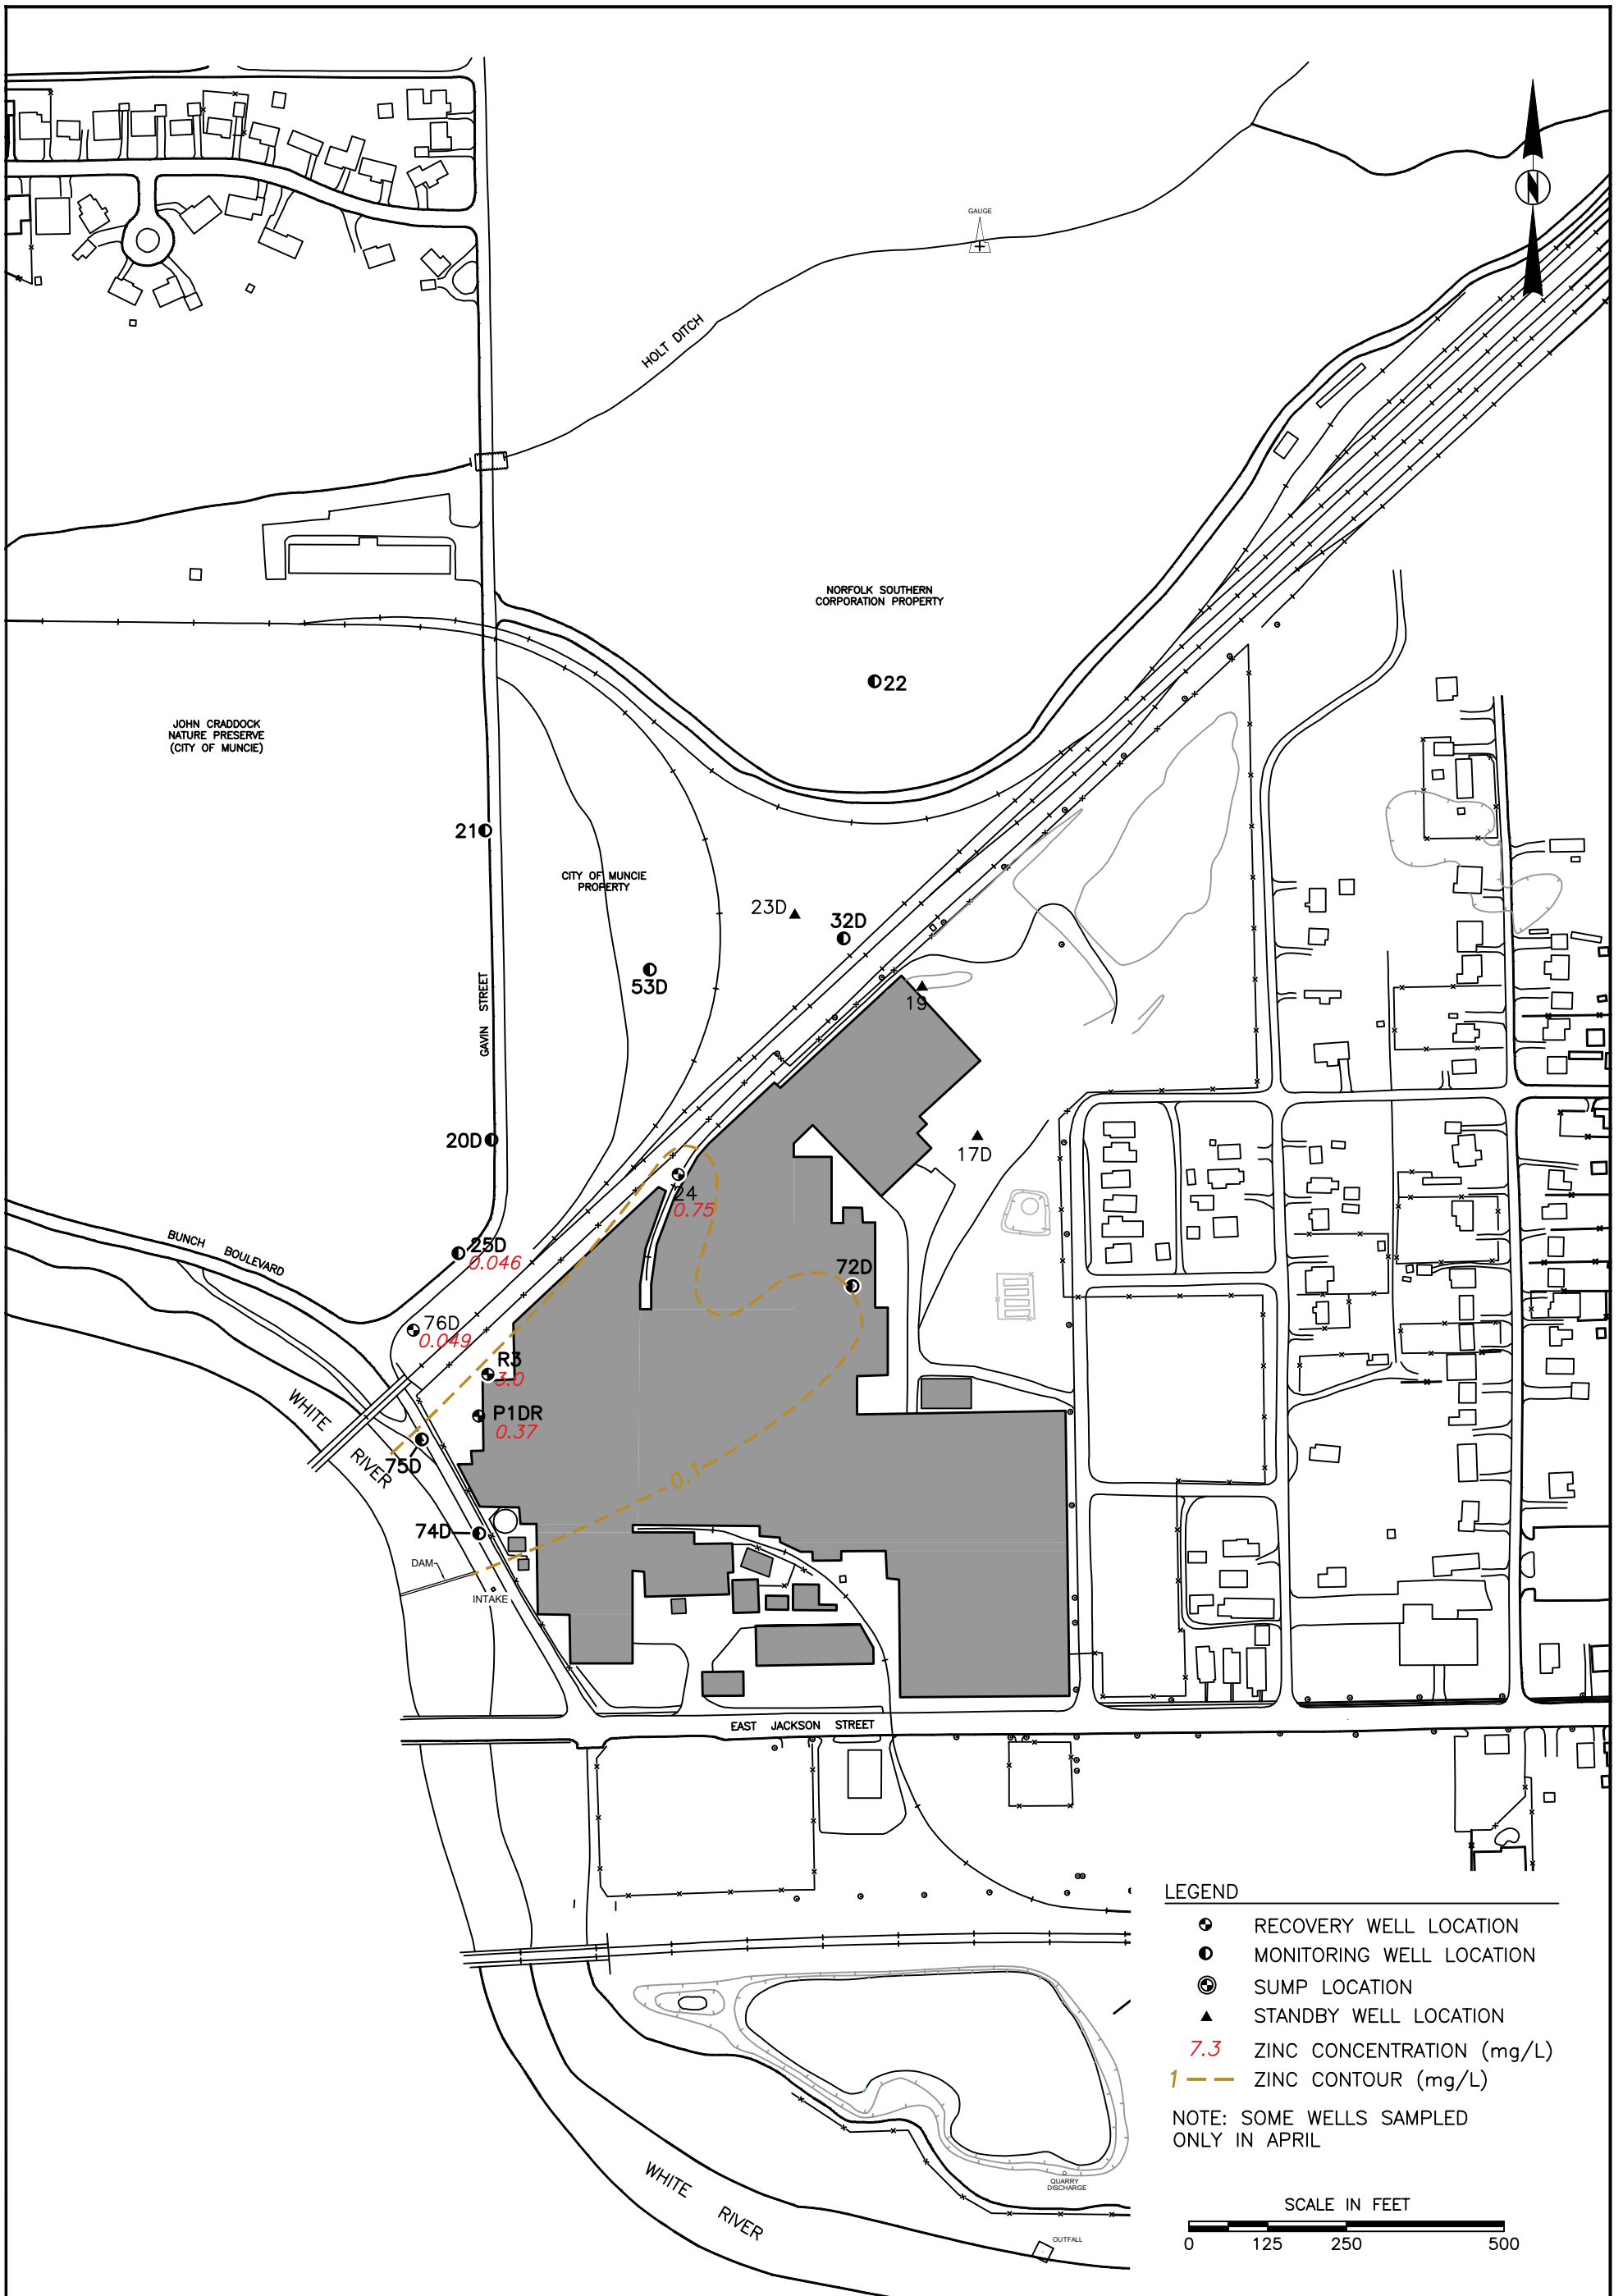 GAUGE
HOLT DITCH
NORFOLK SOUTHERN
CORPORATION PROPERTY
22
JOHN CRADDOCK
NATURE PRESERVE
(CITY OF MUNCIE)
21
CITY OF MUNCIE
PROPERTY
23D
32D
53D
19
GAVIN STREET
20D
17D
24
0.75
BUNCH BOULEVARD
25D
0.046
72D
76D
0.049
R3
3.0
P1DR
0.37
WHITE RIVER
75D
0.1
74D
DAM
INTAKE
EAST JACKSON STREET
LEGEND
RECOVERY WELL LOCATION
MONITORING WELL LOCATION
SUMP LOCATION
STANDBY WELL LOCATION
7.3 ZINC CONCENTRATION (mg/L)
1 ZINC CONTOUR (mg/L)
NOTE: SOME WELLS SAMPLED
ONLY IN APRIL
WHITE RIVER
QUARRY
DISCHARGE
OUTFALL
SCALE IN FEET
0 125 250 500
N